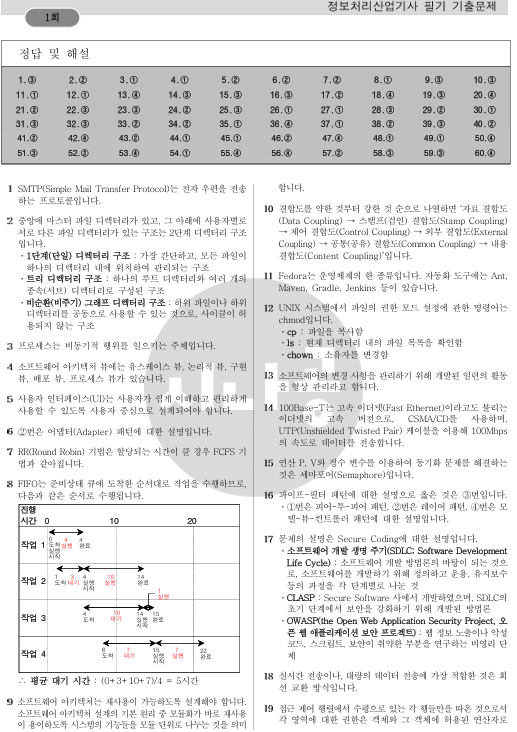 정보처리산업기사 필기 기출문제
1회
정답 및 해설
1.③ 2.② 3.① 4.① 5.② 6.② 7.② 8.① 9.③ 10.③
11.① 12.① 13.④ 14.③ 15.③ 16.③ 17.② 18.④ 19.③ 20.④
21.② 22.③ 23.③ 24.② 25.③ 26.① 27.① 28.③ 29.② 30.①
31.③ 32.③ 33.② 34.② 35.① 36.④ 37.① 38.② 39.③ 40.②
41.② 42.④ 43.② 44.① 45.① 46.② 47.④ 48.① 49.① 50.④
51.③ 52.② 53.④ 54.① 55.④ 56.④ 57.② 58.③ 59.③ 60.④
1 SMTP(Simple Mail Transfer Protocol)는 전자 우편을 전송
하는 프로토콜입니다.
2 중앙에 마스터 파일 디렉터리가 있고, 그 아래에 사용자별로
서로 다른 파일 디렉터리가 있는 구조는 2단계 디렉터리 구조
입니다.
· 1단계(단일) 디렉터리 구조 : 가장 간단하고, 모든 파일이
하나의 디렉터리 내에 위치하여 관리되는 구조
· 트리 디렉터리 구조 : 하나의 루트 디렉터리와 여러 개의
종속(서브) 디렉터리로 구성된 구조
· 비순환(비주기) 그래프 디렉터리 구조 : 하위 파일이나 하위
디렉터리를 공동으로 사용할 수 있는 것으로, 사이클이 허
용되지 않는 구조
3 프로세스는 비동기적 행위를 일으키는 주체입니다.
4 소프트웨어 아키텍처 뷰에는 유스케이스 뷰, 논리적 뷰, 구현
뷰, 배포 뷰, 프로세스 뷰가 있습니다.
5 사용자 인터페이스(UI)는 사용자가 쉽게 이해하고 편리하게
사용할 수 있도록 사용자 중심으로 설계되어야 합니다.
6 ②번은 어댑터(Adapter) 패턴에 대한 설명입니다.
7 RR(Round Robin) 기법은 할당되는 시간이 클 경우 FCFS 기
법과 같아집니다.
8 FIFO는 준비상태 큐에 도착한 순서대로 작업을 수행하므로,
다음과 같은 순서로 수행됩니다.
진행
시간 0 10 20
작업 1
0 4 4
도착 실행 완료
실행
시작
작업 2
1 3 4 10 14
도착 대기 실행 실행 완료
시작
작업 3
1
실행
4 10 14 15
도착 대기 실행 완료
시작
작업 4
8 7 15 7 22
도착 대기 실행 실행 완료
시작
∴ 평균 대기 시간 : (0+3+10+7)/4 = 5시간
9 소프트웨어 아키텍처는 재사용이 가능하도록 설계해야 합니다.
소프트웨어 아키텍처 설계의 기본 원리 중 모듈화가 바로 재사용
이 용이하도록 시스템의 기능들을 모듈 단위로 나누는 것을 의미
합니다.
10 결합도를 약한 것부터 강한 것 순으로 나열하면 '자료 결합도
(Data Coupling) → 스탬프(검인) 결합도(Stamp Coupling)
→ 제어 결합도(Control Coupling) → 외부 결합도(External
Coupling) → 공통(공유) 결합도(Common Coupling) → 내용
결합도(Content Coupling)'입니다.
11 Fedora는 운영체제의 한 종류입니다. 자동화 도구에는 Ant,
Maven, Gradle, Jenkins 등이 있습니다.
12 UNIX 시스템에서 파일의 권한 모드 설정에 관한 명령어는
chmod입니다.
· cp : 파일을 복사함
· ls : 현재 디렉터리 내의 파일 목록을 확인함
· chown : 소유자를 변경함
13 소프트웨어의 변경 사항을 관리하기 위해 개발된 일련의 활동
을 형상 관리라고 합니다.
14 100Base-T는 고속 이더넷(Fast Ethernet)이라고도 불리는
이더넷의 고속 버전으로, CSMA/CD를 사용하며,
UTP(Unshielded Twisted Pair) 케이블을 이용해 100Mbps
의 속도로 데이터를 전송합니다.
15 연산 P, V와 정수 변수를 이용하여 동기화 문제를 해결하는
것은 세마포어(Semaphore)입니다.
16 파이프-필터 패턴에 대한 설명으로 옳은 것은 ③번입니다.
· ①번은 피어-투-피어 패턴, ②번은 레이어 패턴, ④번은 모
델-뷰-컨트롤러 패턴에 대한 설명입니다.
17 문제의 설명은 Secure Coding에 대한 설명입니다.
· 소프트웨어 개발 생명 주기(SDLC; Software Development
Life Cycle) : 소프트웨어 개발 방법론의 바탕이 되는 것으
로, 소프트웨어를 개발하기 위해 정의하고 운용, 유지보수
등의 과정을 각 단계별로 나눈 것
· CLASP : Secure Software 사에서 개발하였으며, SDLC의
초기 단계에서 보안을 강화하기 위해 개발된 방법론
· OWASP(the Open Web Application Security Project, 오
픈 웹 애플리케이션 보안 프로젝트) : 웹 정보 노출이나 악성
코드, 스크립트, 보안이 취약한 부분을 연구하는 비영리 단
체
18 실시간 전송이나, 대량의 데이터 전송에 가장 적합한 것은 회
선 교환 방식입니다.
19 접근 제어 행렬에서 수평으로 있는 각 행들만을 따온 것으로서
각 영역에 대한 권한은 객체와 그 객체에 허용된 연산자로